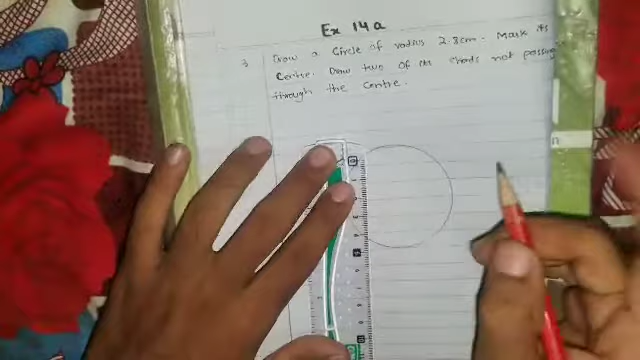 Ex 14a
3 Draw a Circle of radius 2.8cm. Mark its
Centre. Draw two of its chords not passing
through the Centre.